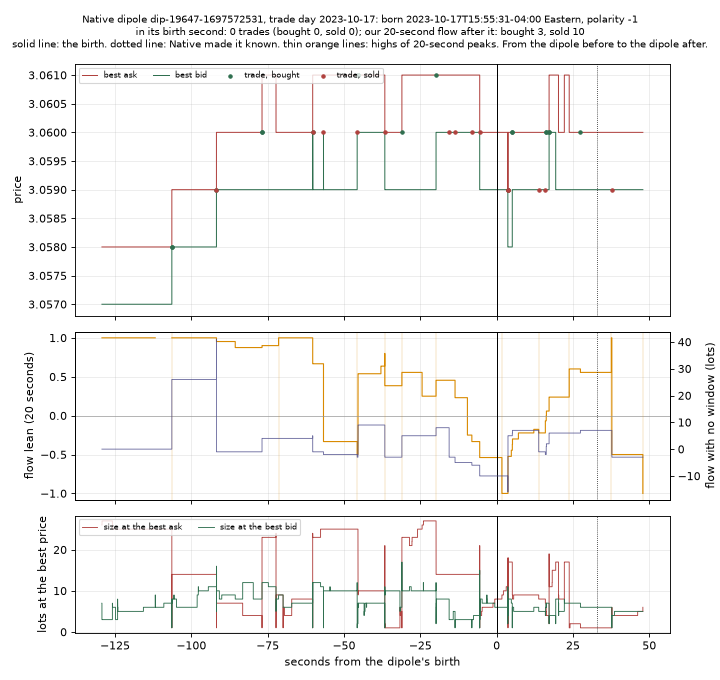 Native dipole dip-19647-1697572531, trade day 2023-10-17: born 2023-10-17T15:55:31-04:00 Eastern, polarity -1
in its birth second: 0 trades (bought 0, sold 0); our 20-second flow after it: bought 3, sold 10
solid line: the birth. dotted line: Native made it known. thin orange lines: highs of 20-second peaks. From the dipole before to the dipole after.
best ask
best bid
trade, bought
trade, sold
3.0610
3.0605
3.0600
3.0595
3.0590
3.0585
3.0580
3.0575
3.0570
price
1.0
0.5
0.0
−0.5
−1.0
flow lean (20 seconds)
40
30
20
10
0
−10
flow with no window (lots)
size at the best ask
size at the best bid
20
10
0
lots at the best price
−125
−100
−75
−50
−25
0
25
50
seconds from the dipole's birth